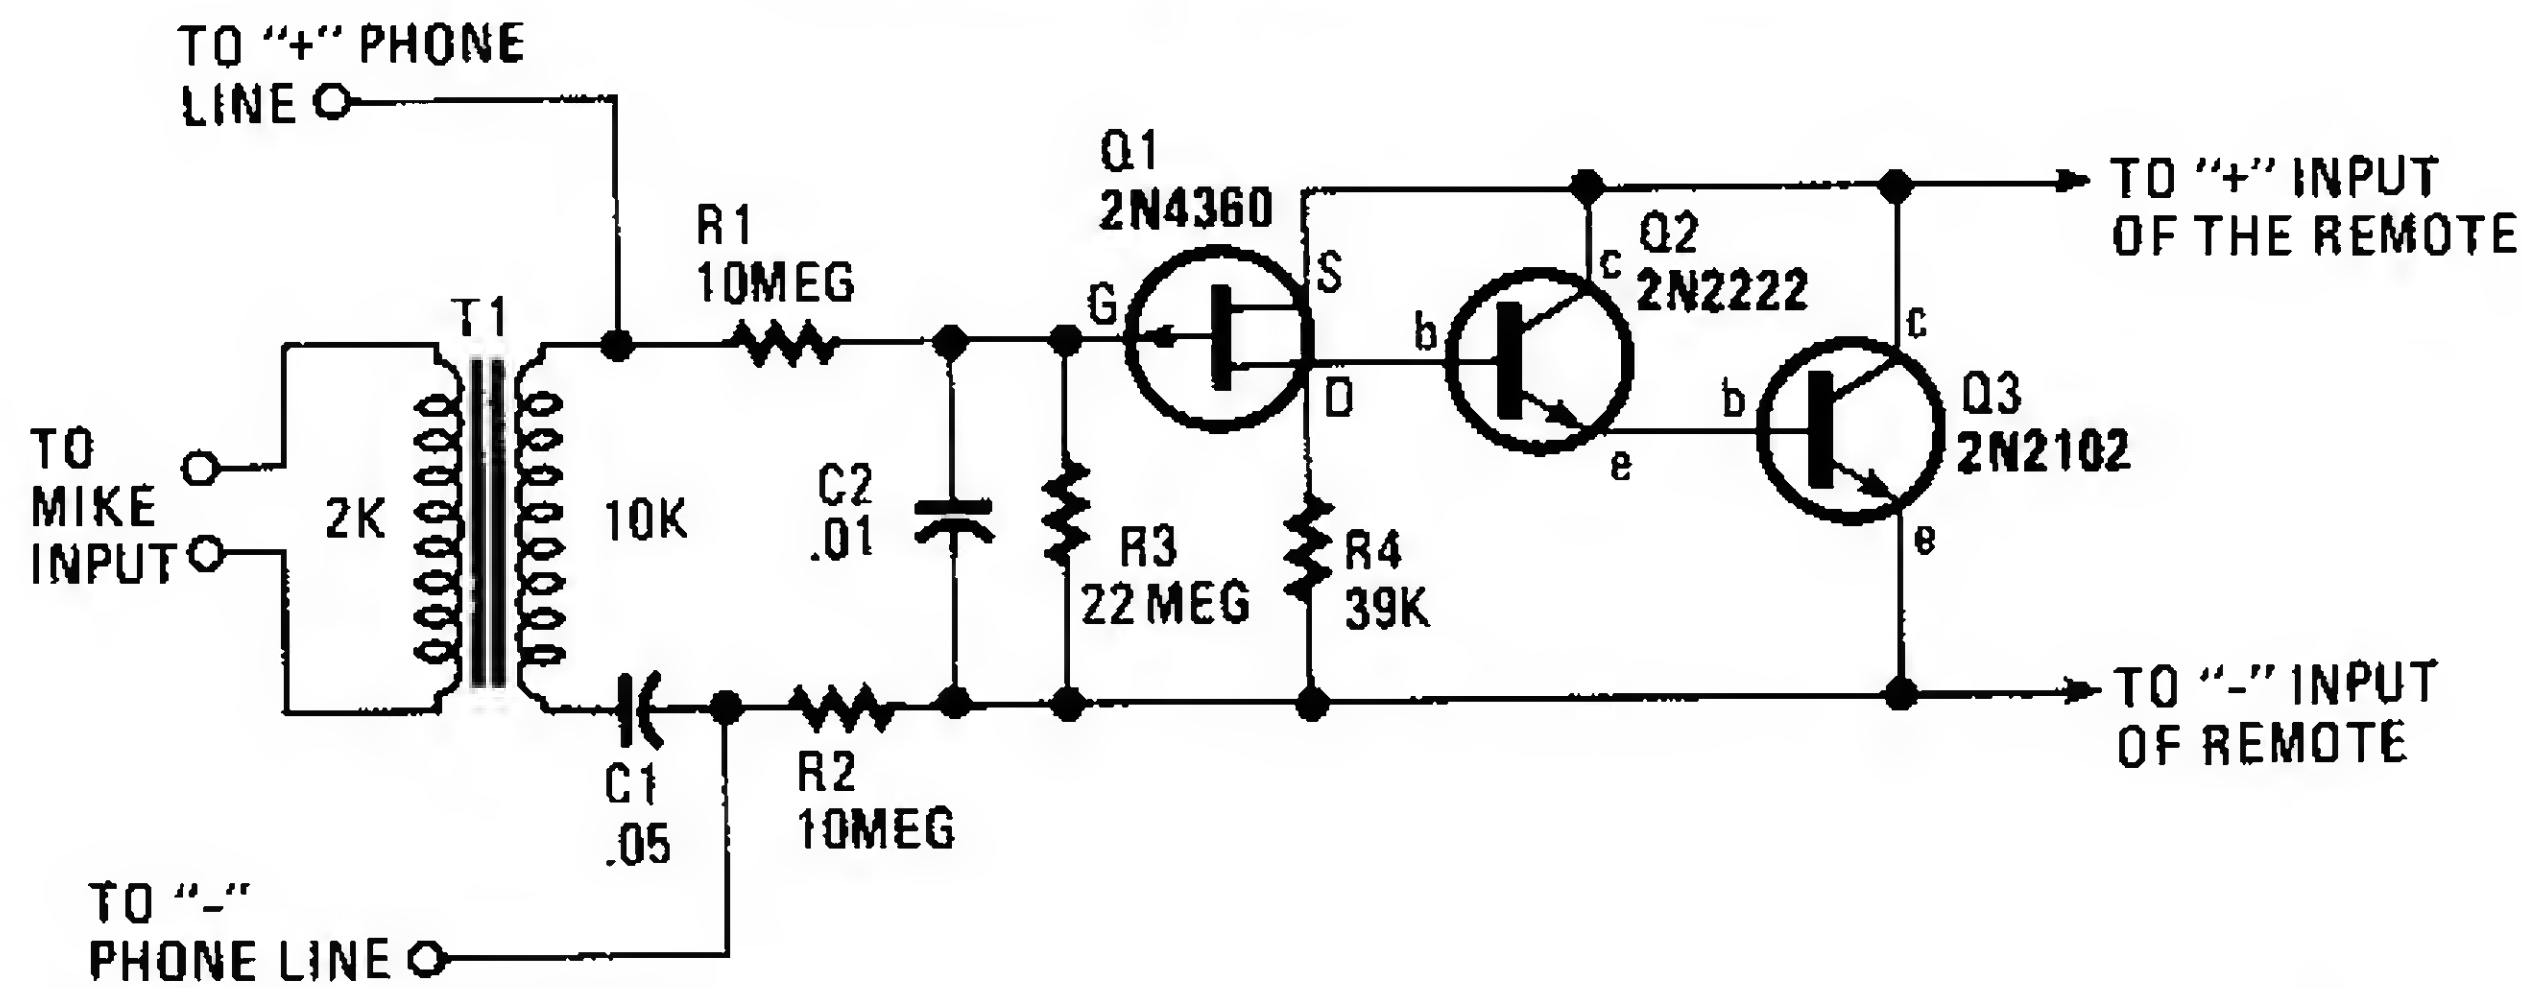 TO "+" PHONE
LINE
Q1
2N4360
TO "+" INPUT
OF THE REMOTE
R1
10MEG
Q2
2N2222
S
c
G
T1
b
c
D
b
Q3
2N2102
e
TO
MIKE
INPUT
2K
10K
C2
.01
R3
22MEG
R4
39K
e
TO "-" INPUT
OF REMOTE
C1
.05
R2
10MEG
TO "-"
PHONE LINE